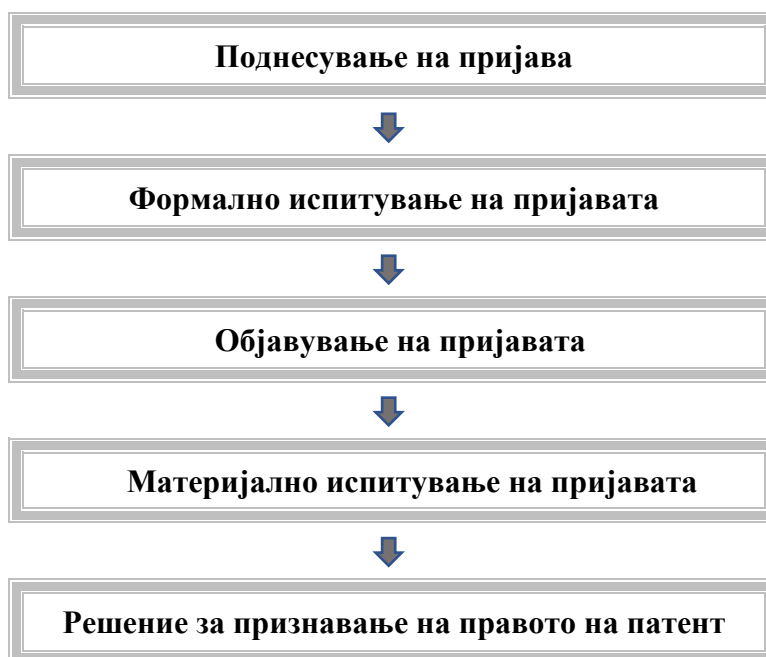 Поднесување на пријава
Формално испитување на пријавата
Објавување на пријавата
Материјално испитување на пријавата
Решение за признавање на правото на патент